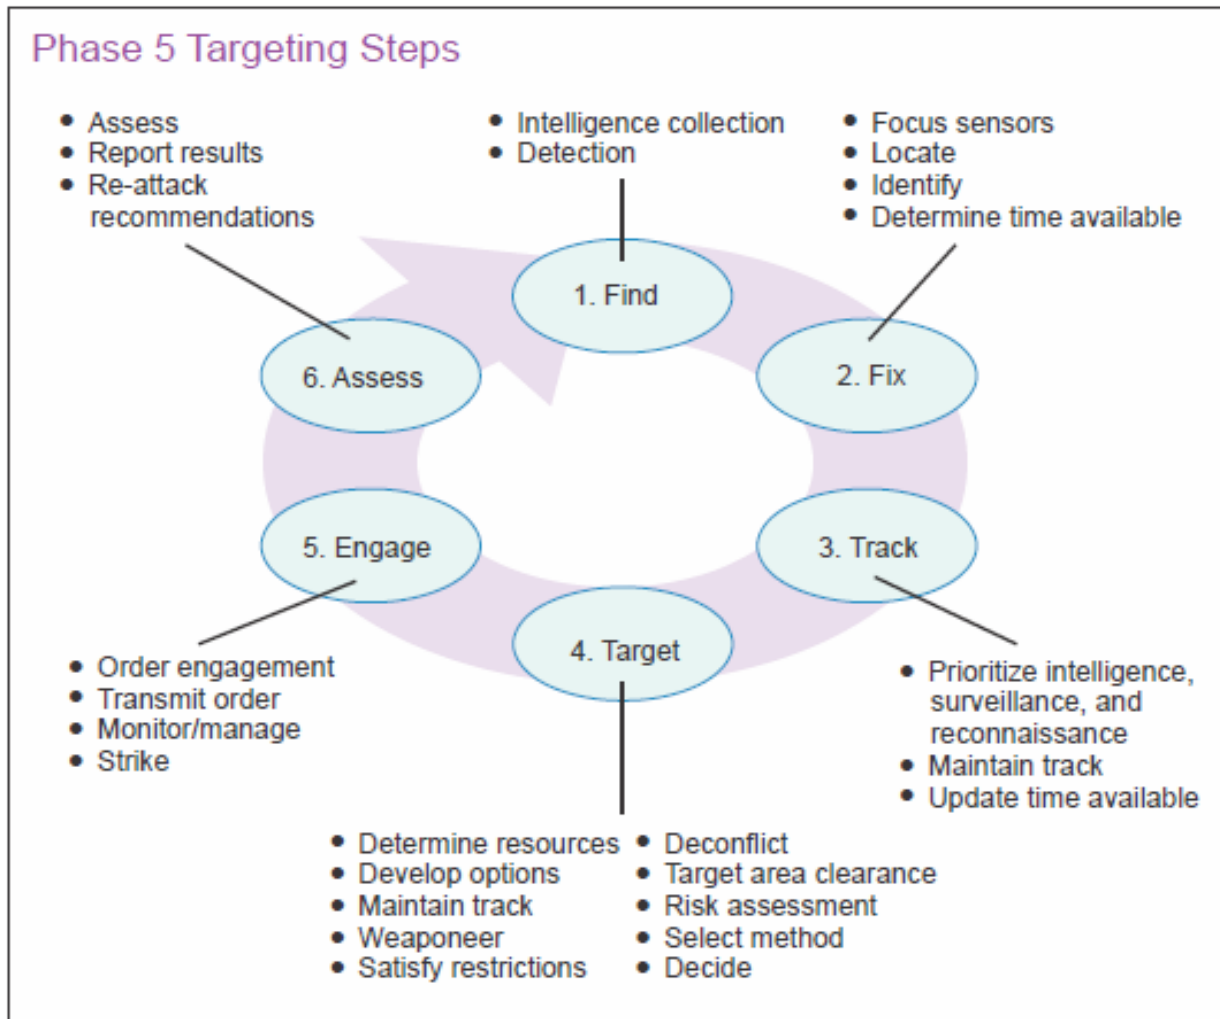 Phase 5 Targeting Steps
• Assess
• Report results
• Re-attack
recommendations
• Intelligence collection
• Detection
• Focus sensors
• Locate
• Identify
• Determine time available
1. Find
2. Fix
3. Track
4. Target
5. Engage
6. Assess
• Prioritize intelligence,
surveillance, and
reconnaissance
• Maintain track
• Update time available
• Determine resources
• Develop options
• Maintain track
• Weaponeer
• Satisfy restrictions
• Deconflict
• Target area clearance
• Risk assessment
• Select method
• Decide
• Order engagement
• Transmit order
• Monitor/manage
• Strike